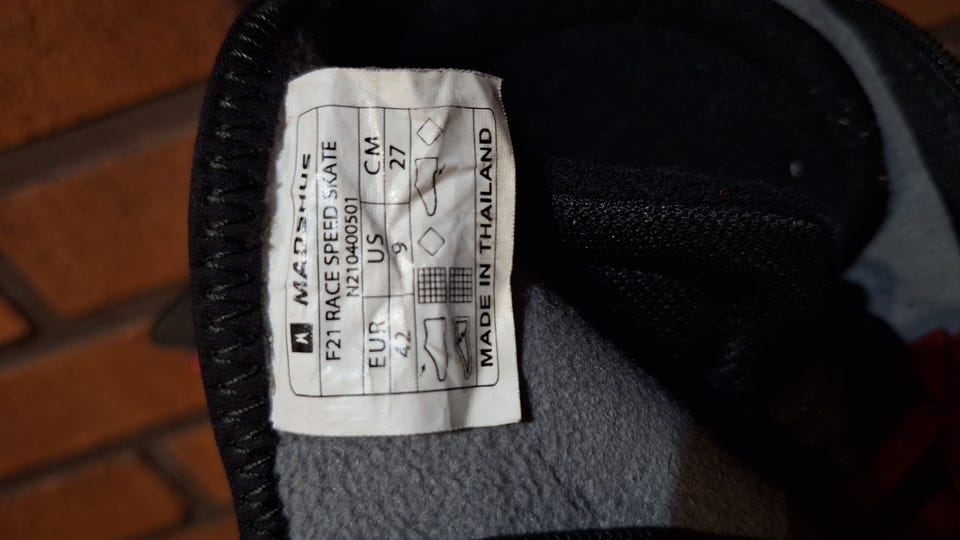 MADSHUS
F21 RACE SPEED SKATE
N210400501
EUR US CM
42 9 27
MADE IN THAILAND